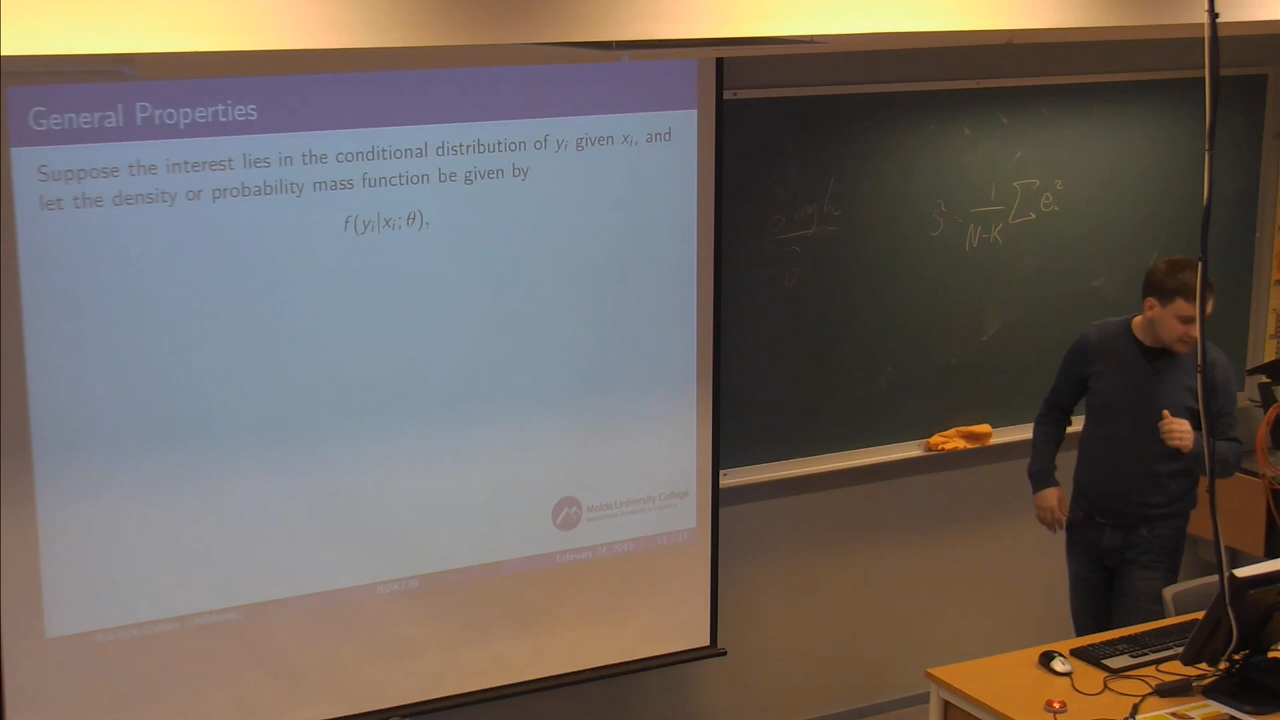 General Properties
Suppose the interest lies in the conditional distribution of yᵢ given xᵢ, and
let the density or probability mass function be given by
f(yᵢ|xᵢ; θ),
Molde University College
February 24, 2015
1
N-K
∑ eᵢ²